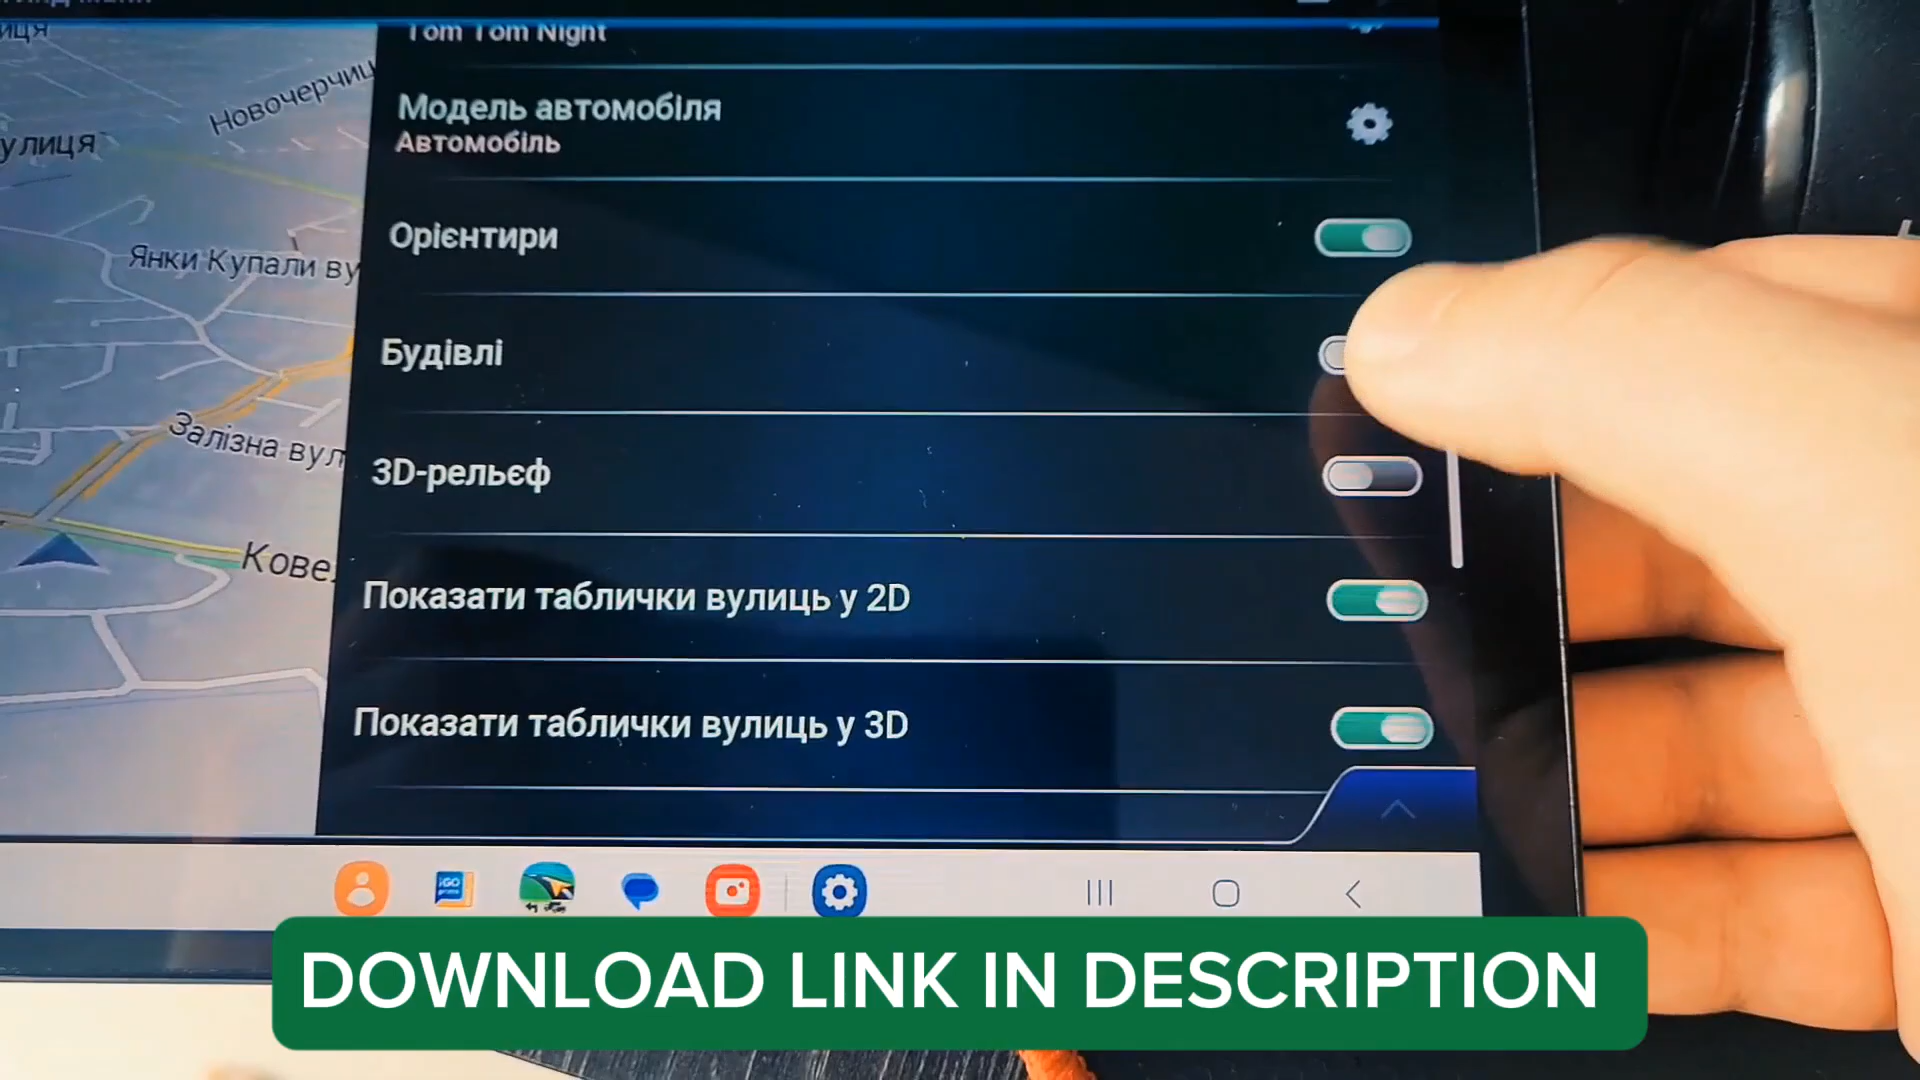 Tom Tom Night
Модель автомобіля
Автомобіль
Орієнтири
Будівлі
3D-рельєф
Показати таблички вулиць у 2D
Показати таблички вулиць у 3D
Новочерчиц
улиця
Янки Купали ву
Залізна вул
Кове
iGO
DOWNLOAD LINK IN DESCRIPTION